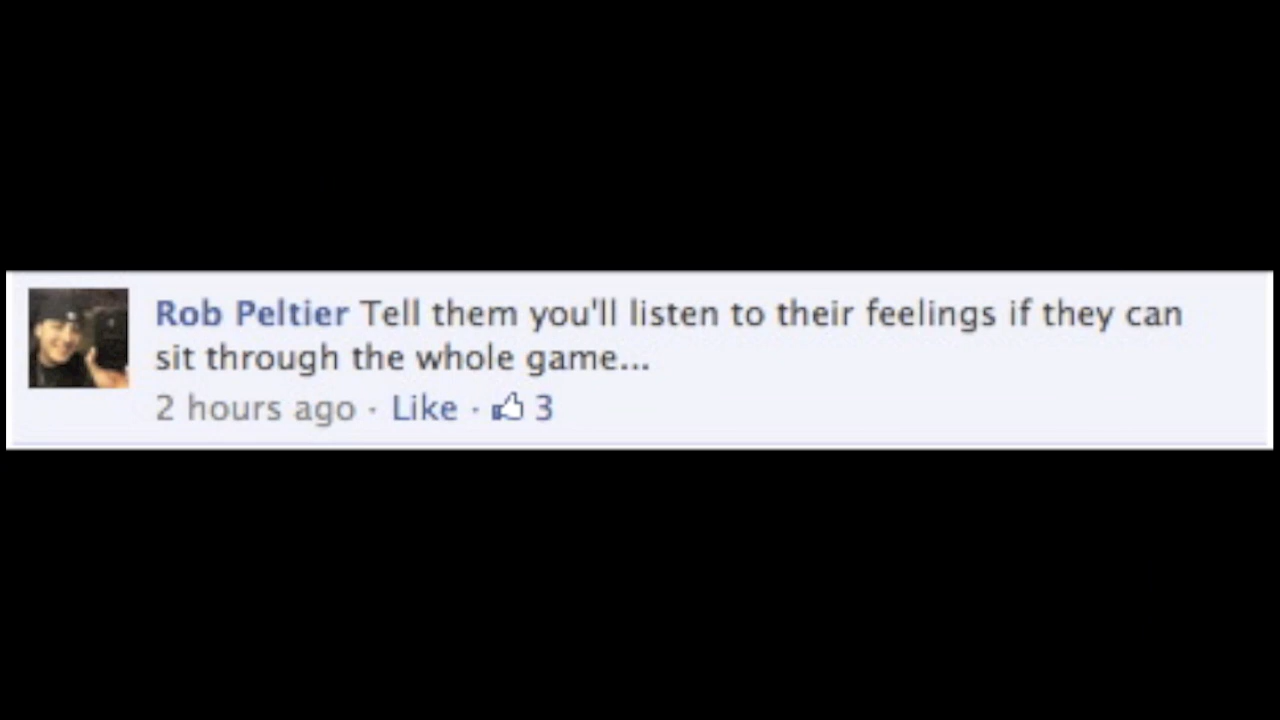 Rob Peltier Tell them you'll listen to their feelings if they can
sit through the whole game...
2 hours ago · Like · 3